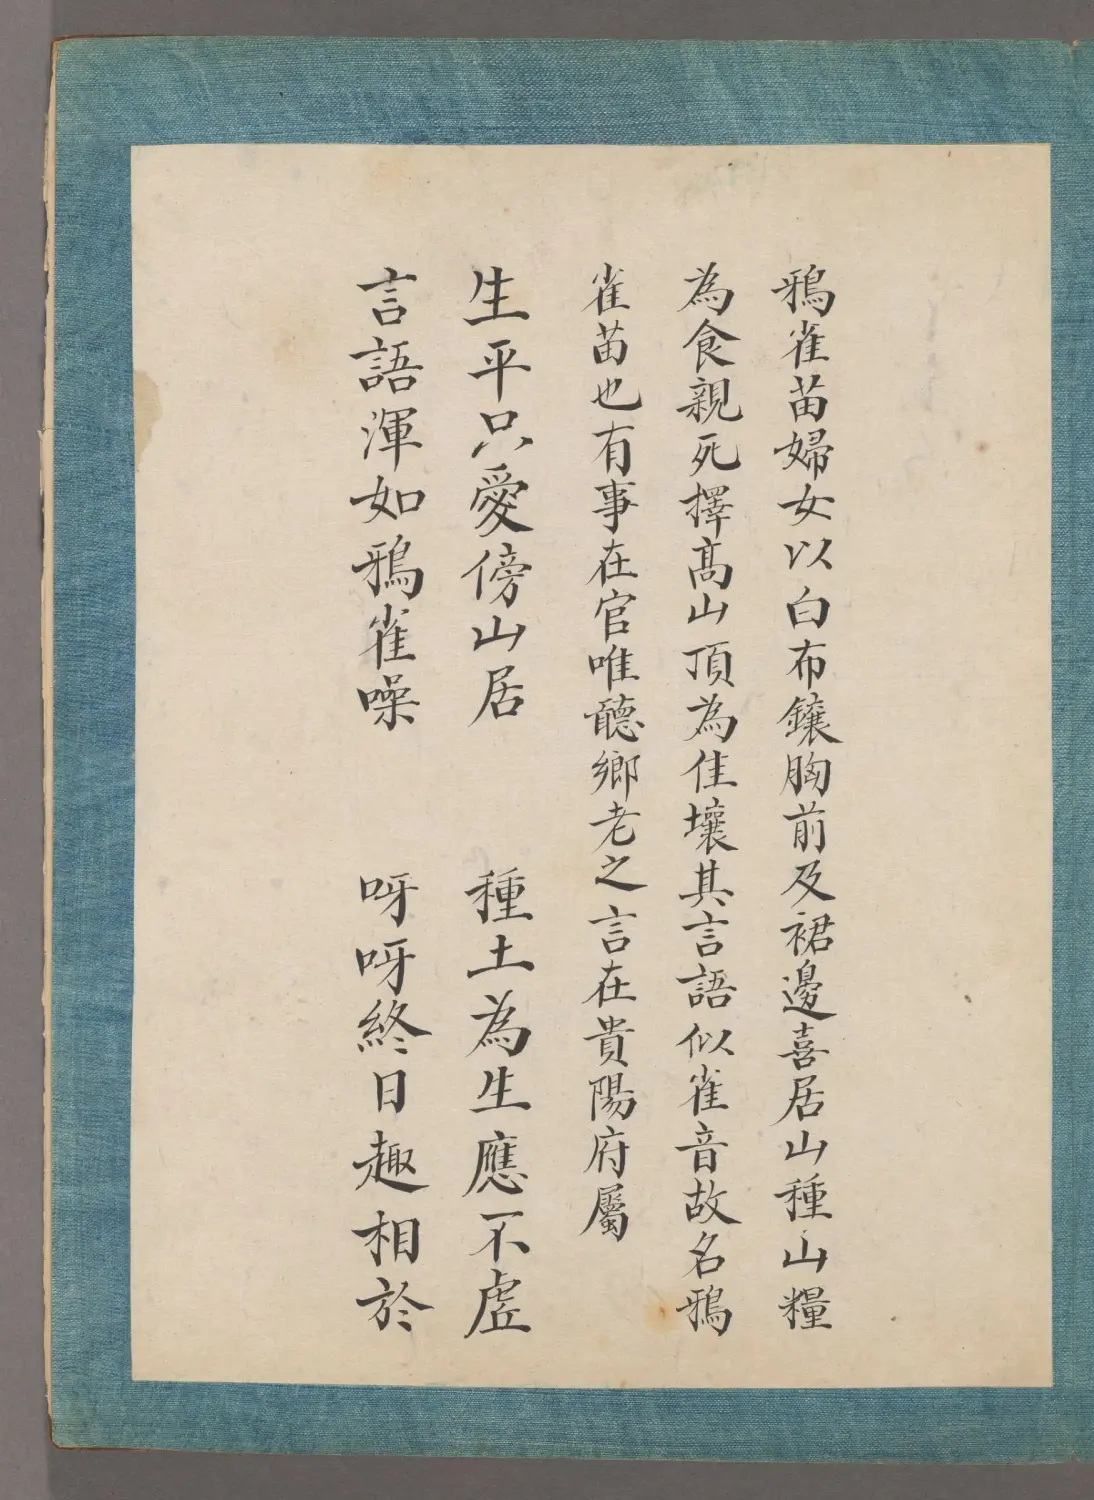 鴉雀苗婦女以白布鑲胸前及裙邊喜居山種山糧
為食親死擇高山頂為佳壤其言語似雀音故名鴉
雀苗也有事在官唯聽鄉老之言在貴陽府屬
生平只愛傍山居　種土為生應不虛
言語渾如鴉雀噪　呀呀終日趣相於